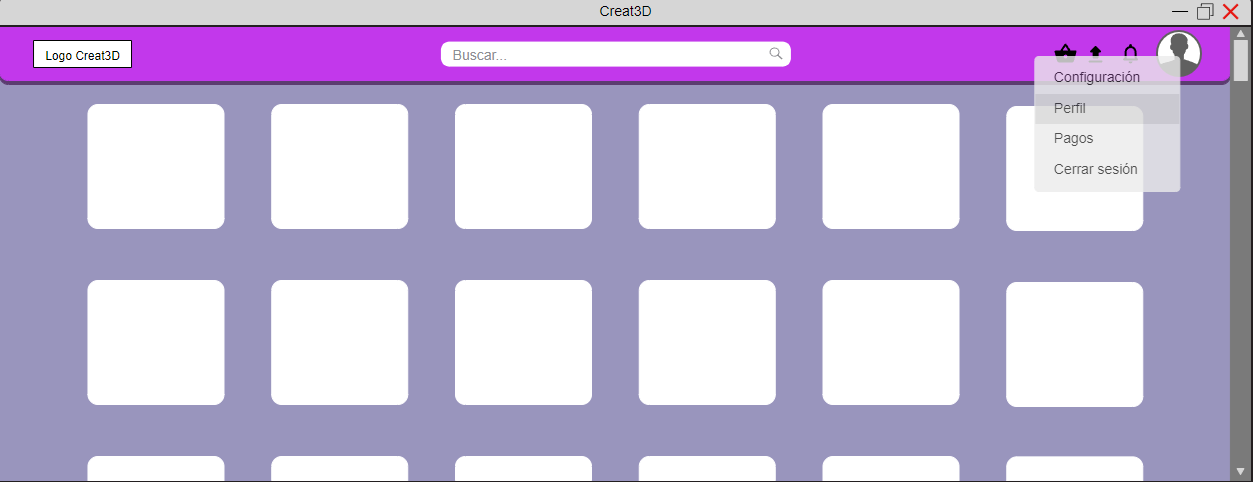 Creat3D
Logo Creat3D
Buscar...
Configuración
Perfil
Pagos
Cerrar sesión